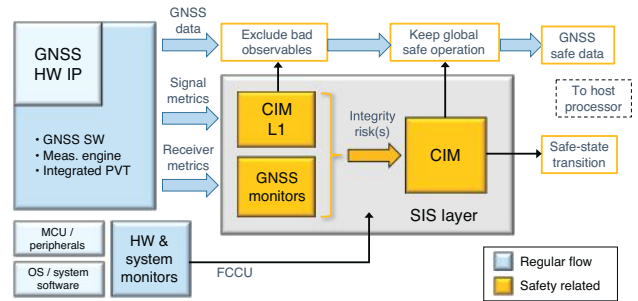 GNSS
data
Exclude bad
observables
Keep global
safe operation
GNSS
safe data
GNSS
HW IP
Signal
metrics
CIM
L1
Integrity
risk(s)
CIM
To host
processor
• GNSS SW
• Meas. engine
• Integrated PVT
Receiver
metrics
GNSS
monitors
Safe-state
transition
SIS layer
MCU /
peripherals
OS / system
software
HW &
system
monitors
FCCU
Regular flow
Safety related